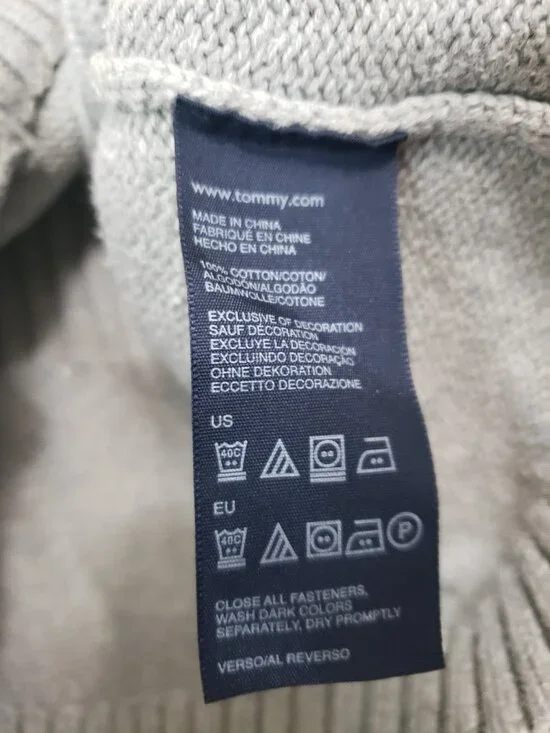 www.tommy.com
MADE IN CHINA
FABRIQUÉ EN CHINE
HECHO EN CHINA
100% COTTON/COTON/
ALGODÓN/ALGODÃO
BAUMWOLLE/COTONE
EXCLUSIVE OF DECORATION
SAUF DÉCORATION
EXCLUYE LA DECORACIÓN
EXCLUINDO DECORAÇÃO
OHNE DEKORATION
ECCETTO DECORAZIONE
US
40C
EU
40C P
CLOSE ALL FASTENERS,
WASH DARK COLORS
SEPARATELY, DRY PROMPTLY
VERSO/AL REVERSO